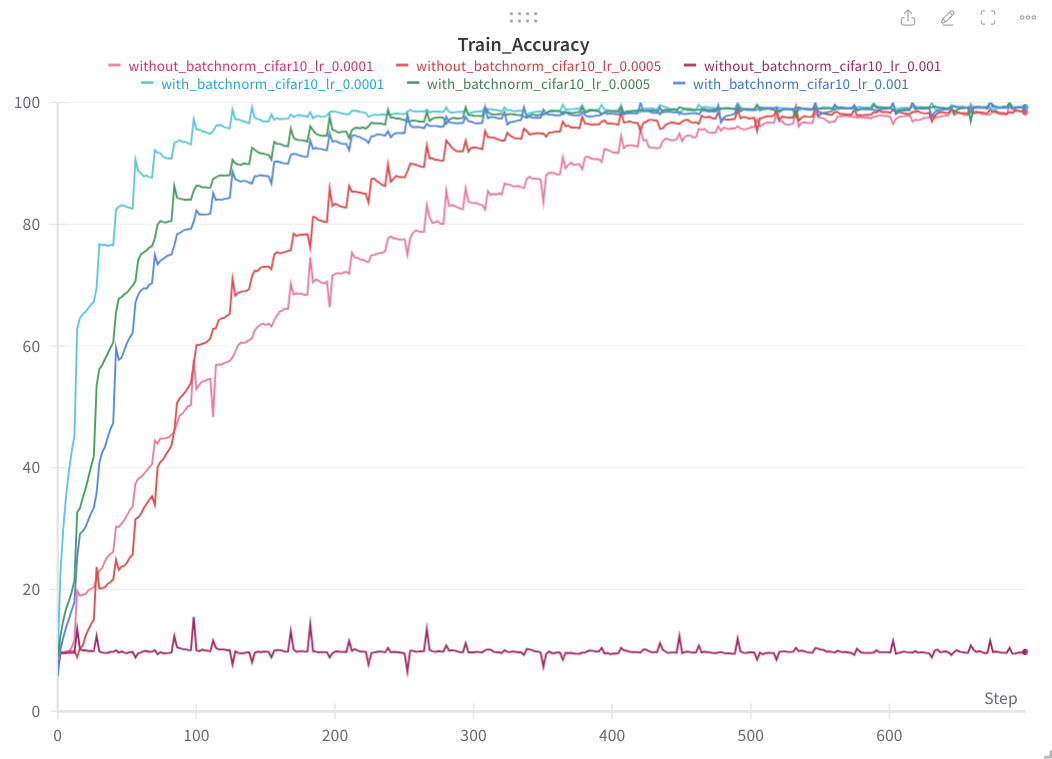 Train_Accuracy
without_batchnorm_cifar10_lr_0.0001 without_batchnorm_cifar10_lr_0.0005 without_batchnorm_cifar10_lr_0.001
with_batchnorm_cifar10_lr_0.0001 with_batchnorm_cifar10_lr_0.0005 with_batchnorm_cifar10_lr_0.001
100
80
60
40
20
0
Step
0 100 200 300 400 500 600